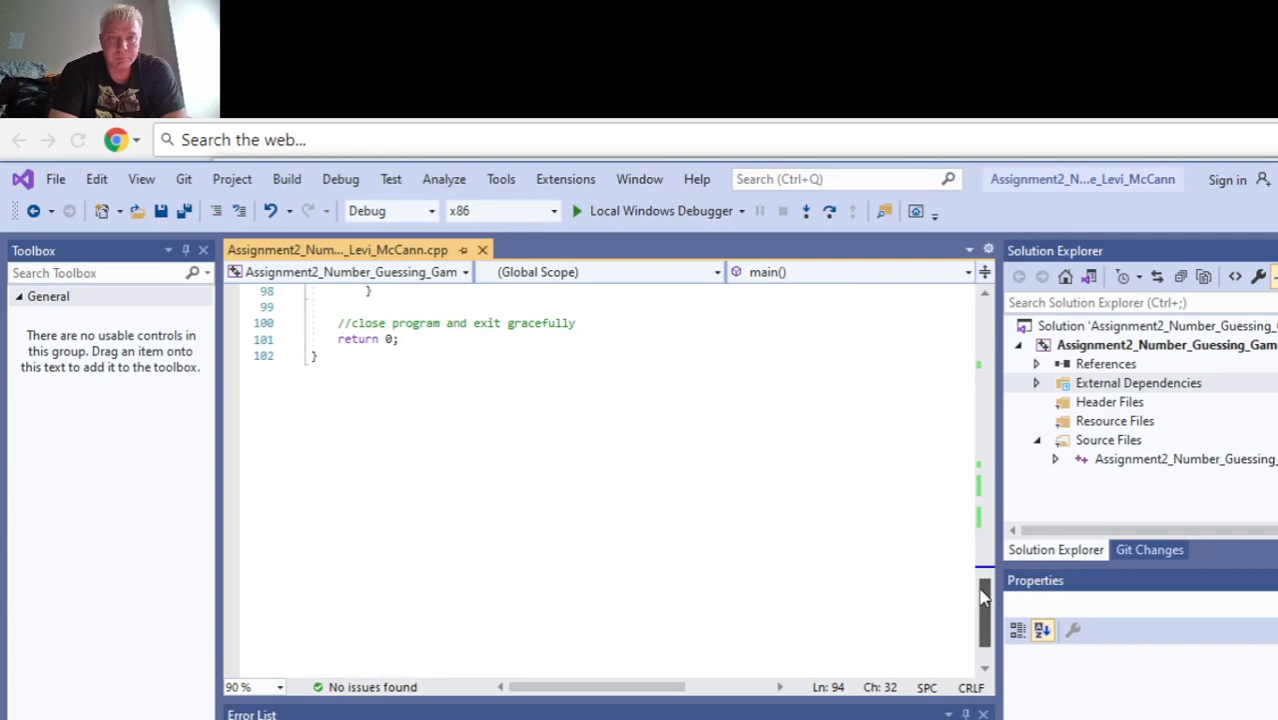 Search the web...
File Edit View Git Project Build Debug Test Analyze Tools Extensions Window Help Search (Ctrl+Q) Assignment2_N...e_Levi_McCann Sign in
Debug x86 Local Windows Debugger
Toolbox
Search Toolbox
General
There are no usable controls in
this group. Drag an item onto
this text to add it to the toolbox.
Assignment2_Num..._Levi_McCann.cpp
Assignment2_Number_Guessing_Gam (Global Scope) main()
98 }
99
100 //close program and exit gracefully
101 return 0;
102 }
90 % No issues found Ln: 94 Ch: 32 SPC CRLF
Error List
Solution Explorer
Search Solution Explorer (Ctrl+;)
Solution 'Assignment2_Number_Guessing_
Assignment2_Number_Guessing_Gam
References
External Dependencies
Header Files
Resource Files
Source Files
Assignment2_Number_Guessing_
Solution Explorer Git Changes
Properties